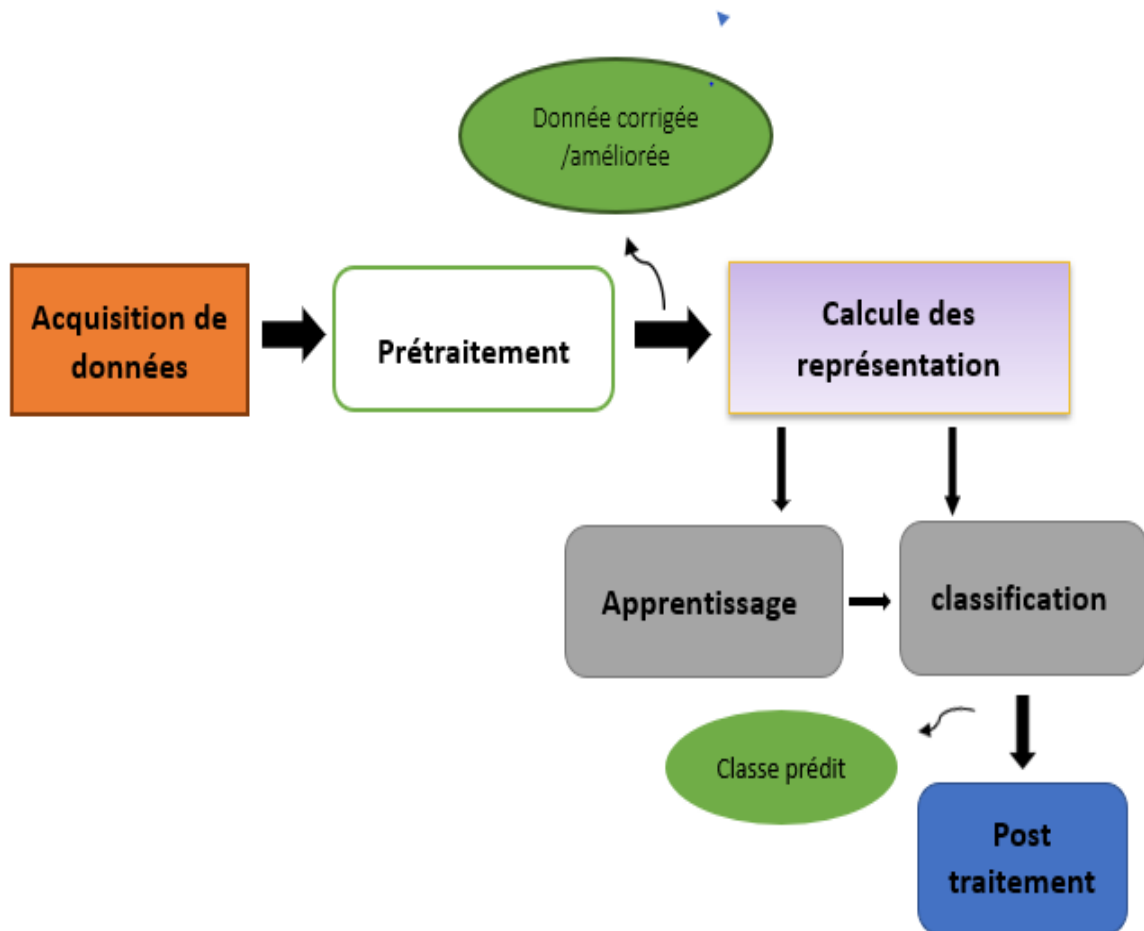 Donnée corrigée
/améliorée
Acquisition de
données
Prétraitement
Calcule des
représentation
Apprentissage
classification
Classe prédit
Post
traitement